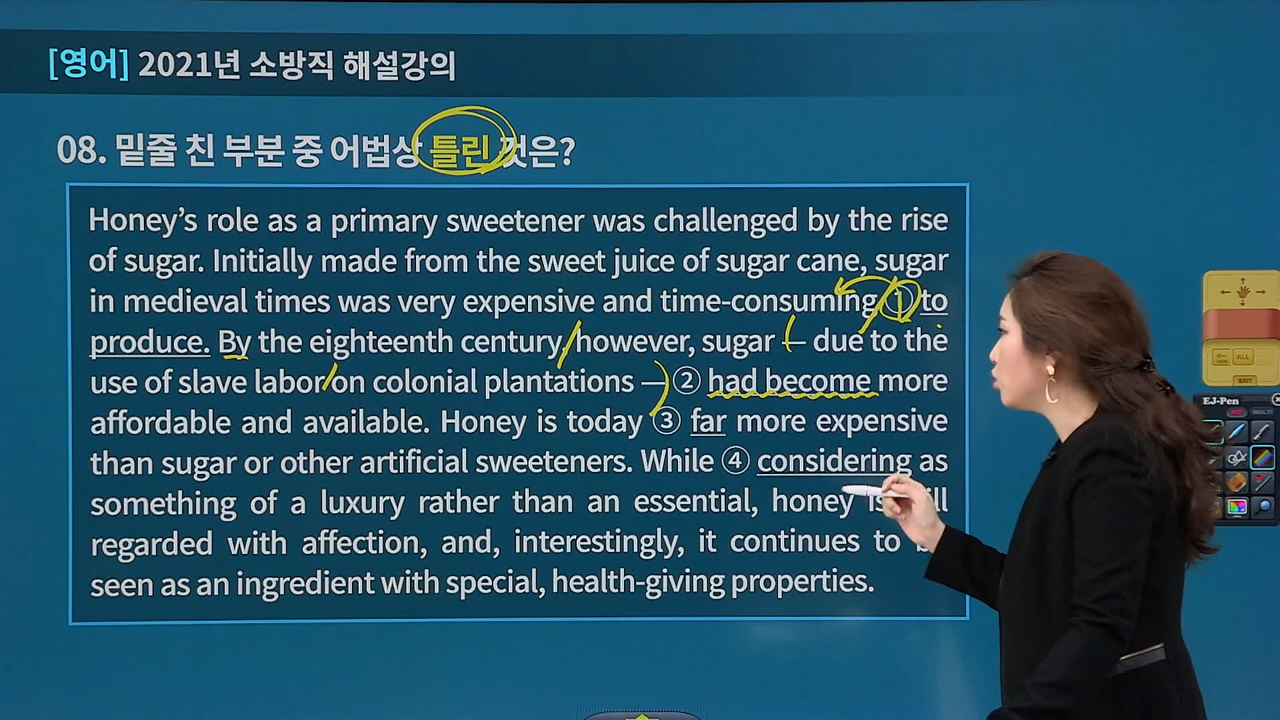 [영어] 2021년 소방직 해설강의
08. 밑줄 친 부분 중 어법상 틀린 것은?
Honey's role as a primary sweetener was challenged by the rise
of sugar. Initially made from the sweet juice of sugar cane, sugar
in medieval times was very expensive and time-consuming ① to
produce. By the eighteenth century, however, sugar — due to the
use of slave labor on colonial plantations — ② had become more
affordable and available. Honey is today ③ far more expensive
than sugar or other artificial sweeteners. While ④ considering as
something of a luxury rather than an essential, honey is
regarded with affection, and, interestingly, it continues to
seen as an ingredient with special, health-giving properties.
ALL
EXIT
EJ-Pen